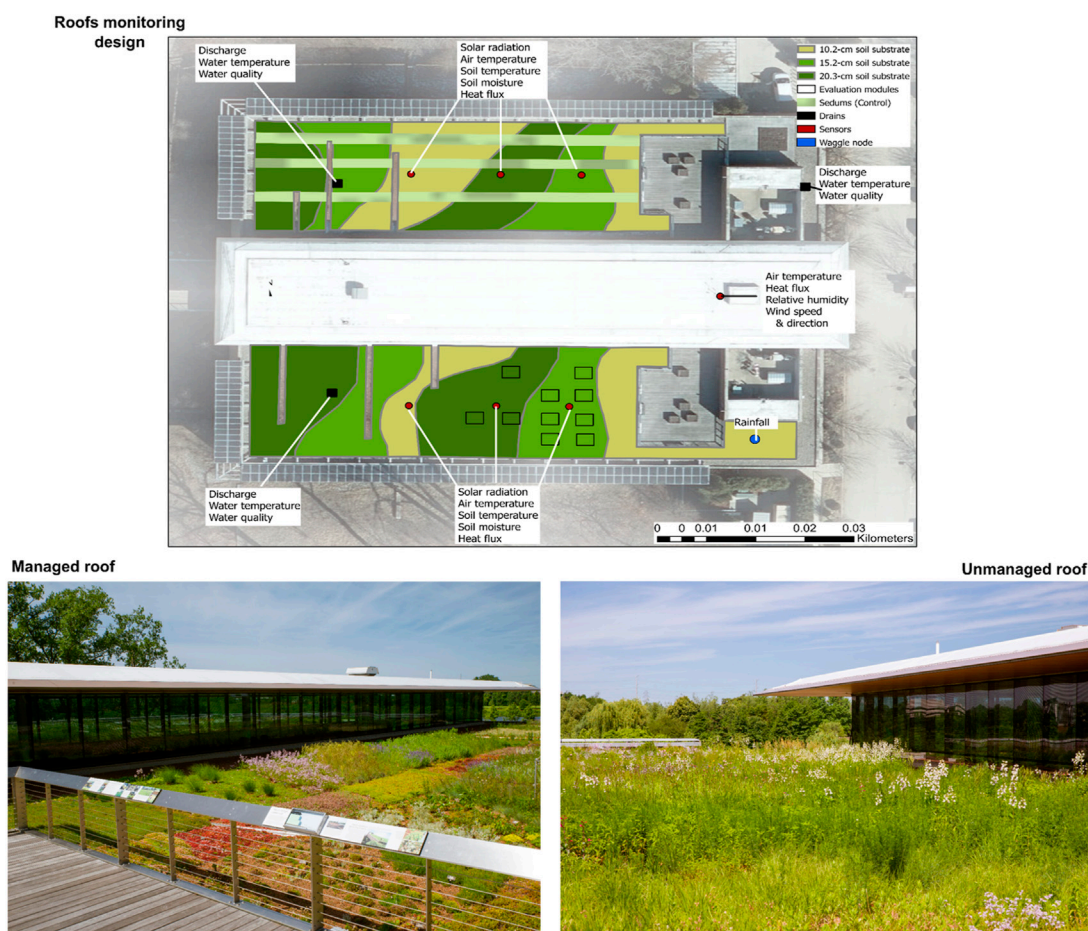 Roofs monitoring
design
Discharge
Water temperature
Water quality
Solar radiation
Air temperature
Soil temperature
Soil moisture
Heat flux
10.2-cm soil substrate
15.2-cm soil substrate
20.3-cm soil substrate
Evaluation modules
Sedums (Control)
Drains
Sensors
Waggle node
Discharge
Water temperature
Water quality
Air temperature
Heat flux
Relative humidity
Wind speed
& direction
Rainfall
Discharge
Water temperature
Water quality
Solar radiation
Air temperature
Soil temperature
Soil moisture
Heat flux
0 0 0.01 0.01 0.02 0.03
Kilometers
Managed roof
Unmanaged roof